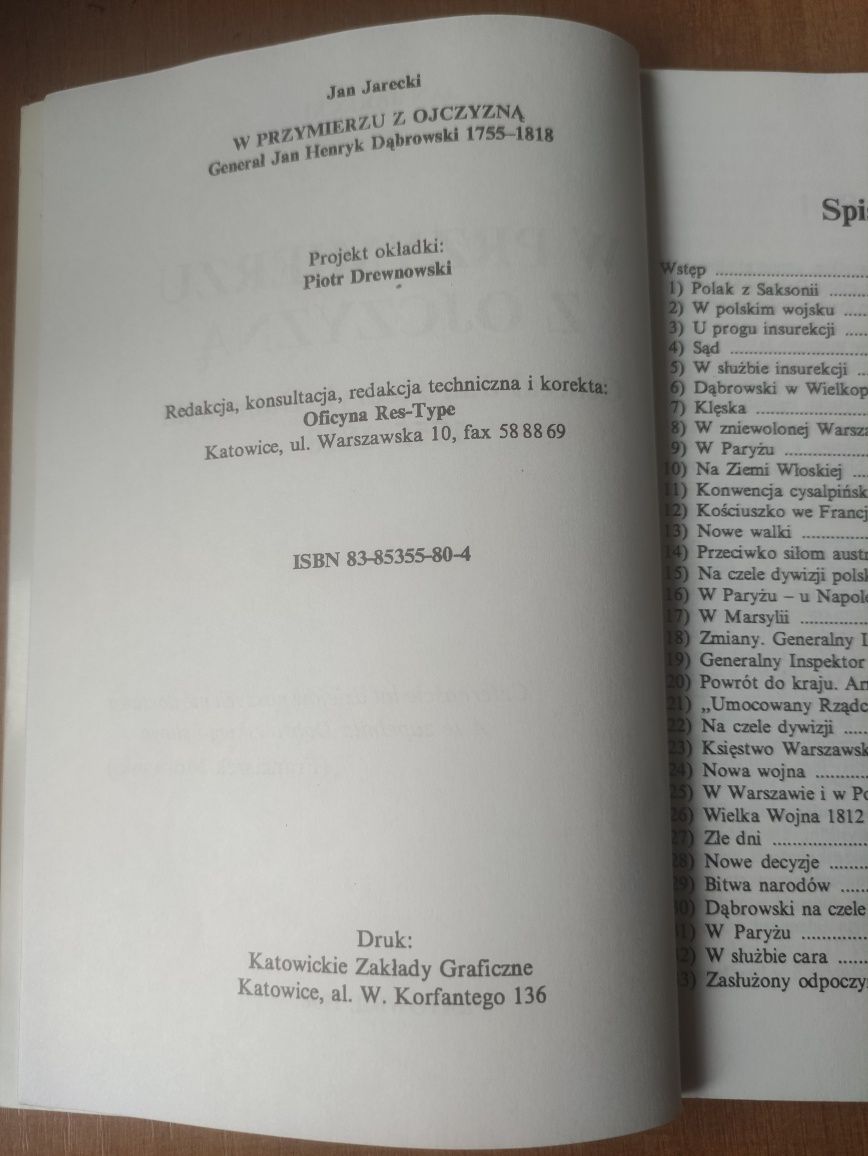 Jan Jarecki
W PRZYMIERZU Z OJCZYZNĄ
Generał Jan Henryk Dąbrowski 1755–1818
Projekt okładki:
Piotr Drewnowski
Redakcja, konsultacja, redakcja techniczna i korekta:
Oficyna Res-Type
Katowice, ul. Warszawska 10, fax 58 88 69
ISBN 83-85355-80-4
Druk:
Katowickie Zakłady Graficzne
Katowice, al. W. Korfantego 136
Spis
Wstęp ..............................
1) Polak z Saksonii ........
2) W polskim wojsku .....
3) U progu insurekcji ....
4) Sąd ..........................
5) W służbie insurekcji ...
6) Dąbrowski w Wielkop
7) Klęska ......................
8) W zniewolonej Warsza
9) W Paryżu .................
10) Na Ziemi Włoskiej ....
11) Konwencja cysalpińsk
12) Kościuszko we Francj
13) Nowe walki .............
14) Przeciwko siłom austr
15) Na czele dywizji polsk
16) W Paryżu – u Napole
17) W Marsylii ..............
18) Zmiany. Generalny I
19) Generalny Inspektor
20) Powrót do kraju. Ar
21) „Umocowany Rządc
22) Na czele dywizji .....
23) Księstwo Warszawsk
24) Nowa wojna ..........
25) W Warszawie i w Po
26) Wielka Wojna 1812
27) Złe dni ..................
28) Nowe decyzje ........
29) Bitwa narodów ......
30) Dąbrowski na czele
31) W Paryżu .............
32) W służbie cara ......
33) Zasłużony odpoczy